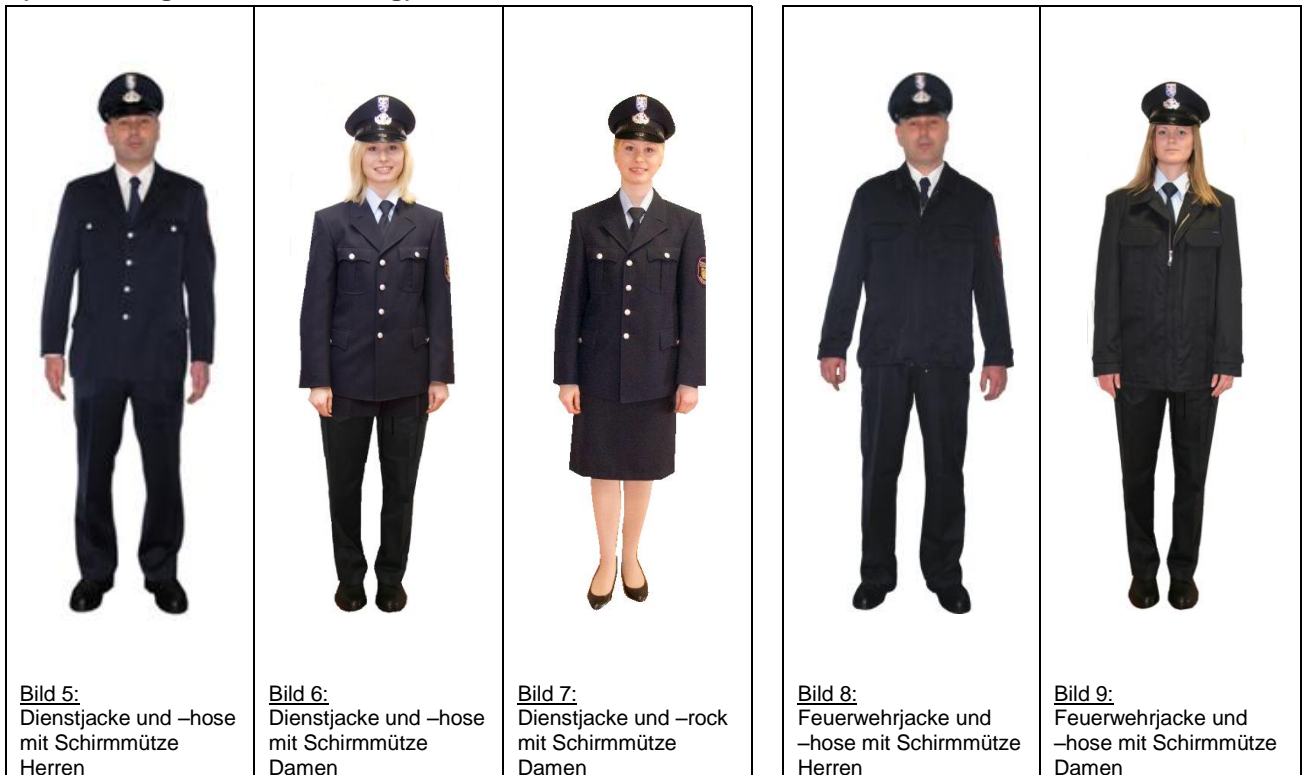 Bild 5:
Dienstjacke und –hose
mit Schirmmütze
Herren
Bild 6:
Dienstjacke und –hose
mit Schirmmütze
Damen
Bild 7:
Dienstjacke und –rock
mit Schirmmütze
Damen
Bild 8:
Feuerwehrjacke und
–hose mit Schirmmütze
Herren
Bild 9:
Feuerwehrjacke und
–hose mit Schirmmütze
Damen